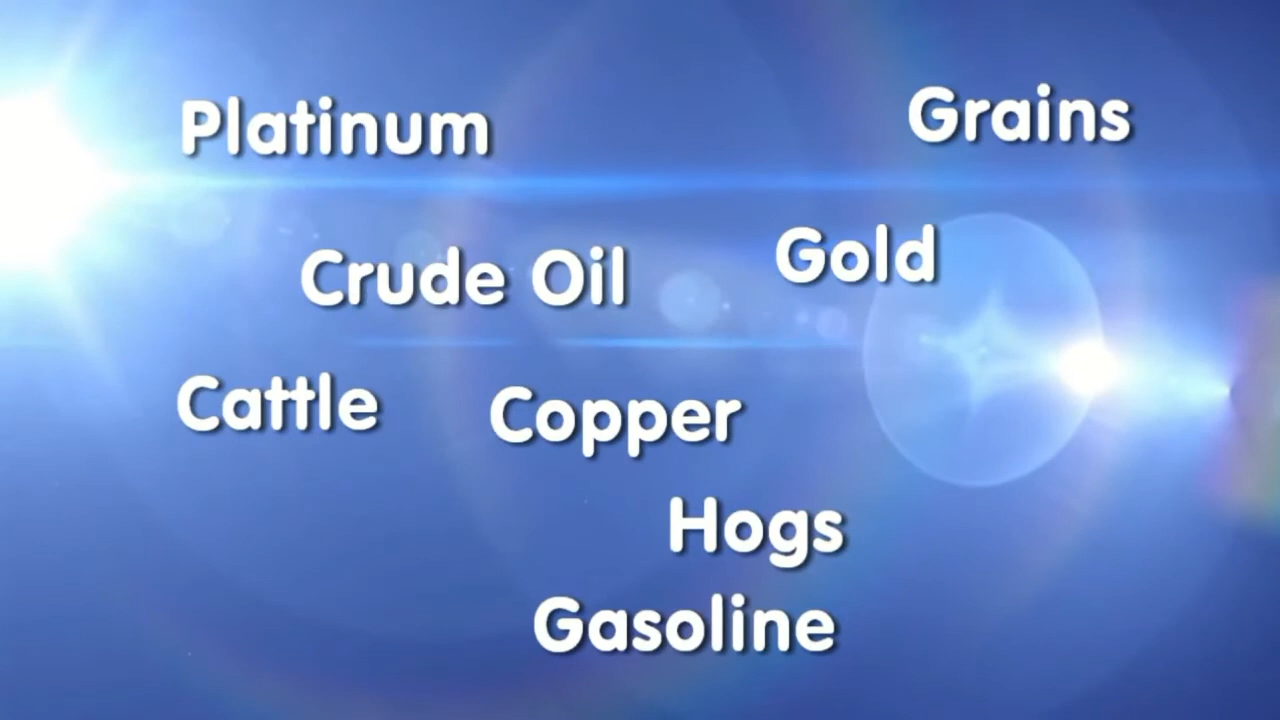 Platinum
Grains
Crude Oil
Gold
Cattle
Copper
Hogs
Gasoline